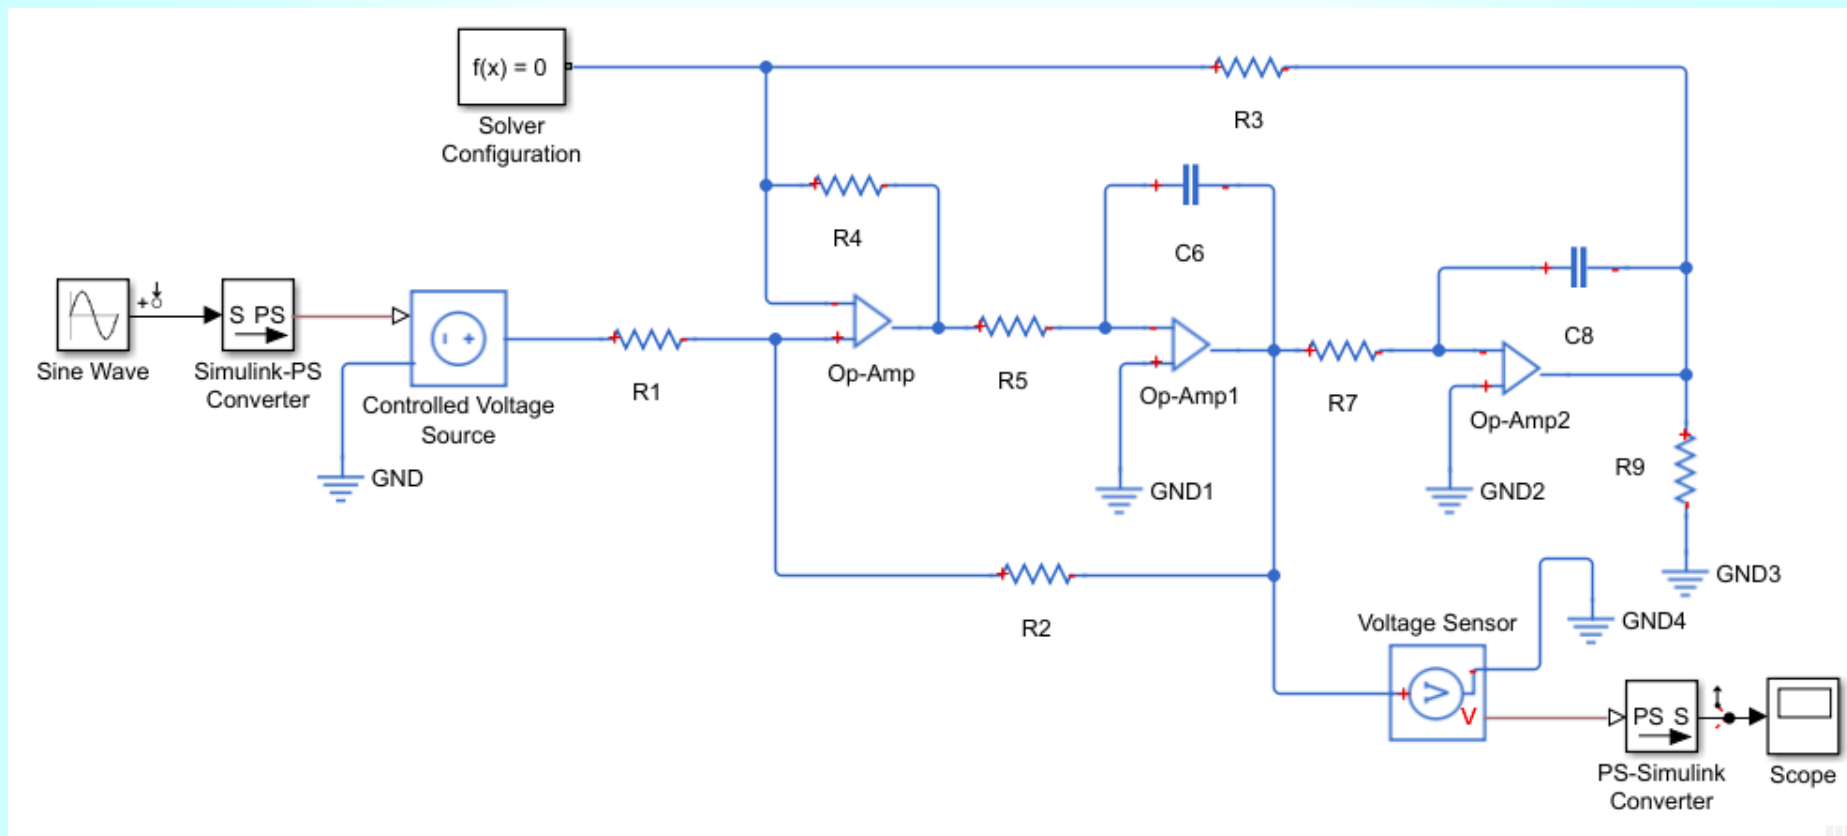 f(x) = 0
Solver
Configuration
R3
R4
C6
C8
S PS
Sine Wave
Simulink-PS
Converter
Controlled Voltage
Source
R1
Op-Amp
R5
Op-Amp1
R7
Op-Amp2
R9
GND
GND1
GND2
GND3
R2
Voltage Sensor
GND4
V
V
PS S
PS-Simulink
Converter
Scope